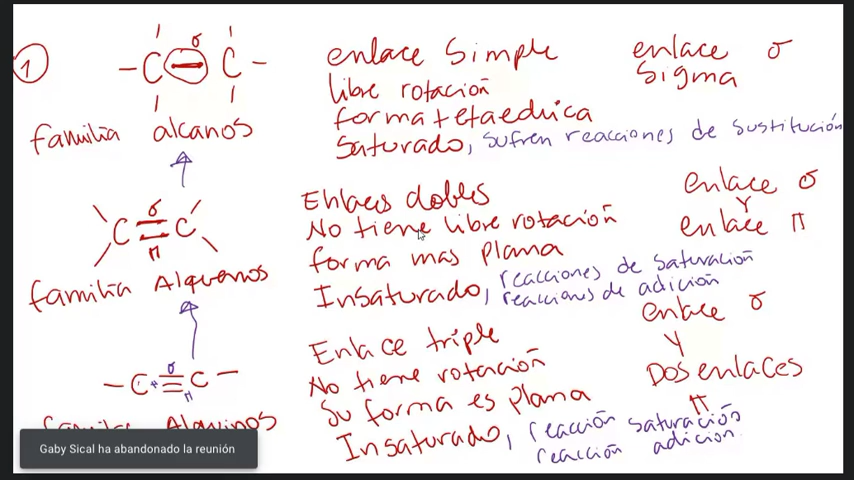 1
– C – C –
σ
enlace simple
enlace σ
sigma
libre rotación
forma tetaedrica
familia alcanos
Saturado, sufren reacciones de sustitución
C = C
σ
π
Enlaces dobles
enlace σ
Y
enlace π
No tiene libre rotación
forma mas plana
familia Alquenos
Insaturado, reacciones de saturación
reacciones de adición
– C ≡ C –
σ
π
Enlace triple
enlace σ
Y
Dos enlaces
π
No tiene rotación
Su forma es plana
familia Alquinos
Insaturado, reacción saturación
reacción adición.
Gaby Sical ha abandonado la reunión